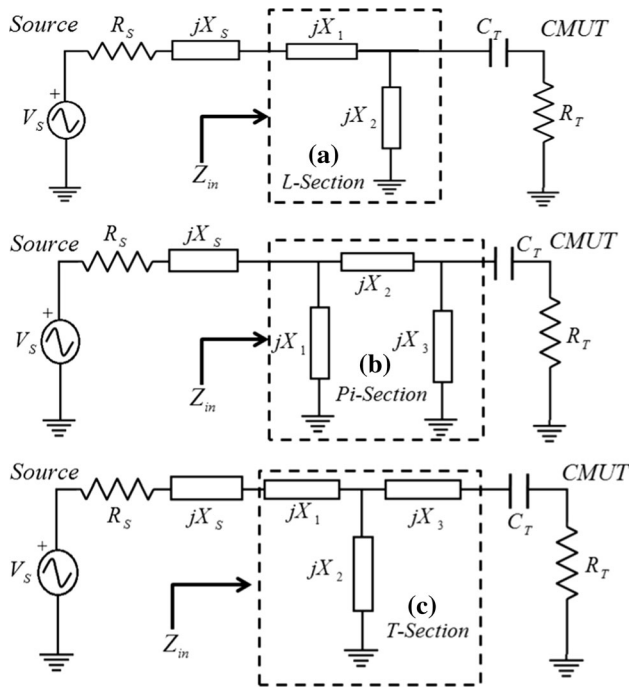 Source R_S jX_S jX_1 C_T CMUT
+
V_S jX_2 R_T
Z_in (a)
L-Section
Source R_S jX_S C_T CMUT
jX_2
+
V_S jX_1 jX_3 R_T
(b)
Z_in Pi-Section
Source CMUT
R_S jX_S jX_1 jX_3 C_T
+
V_S jX_2 R_T
(c)
Z_in T-Section